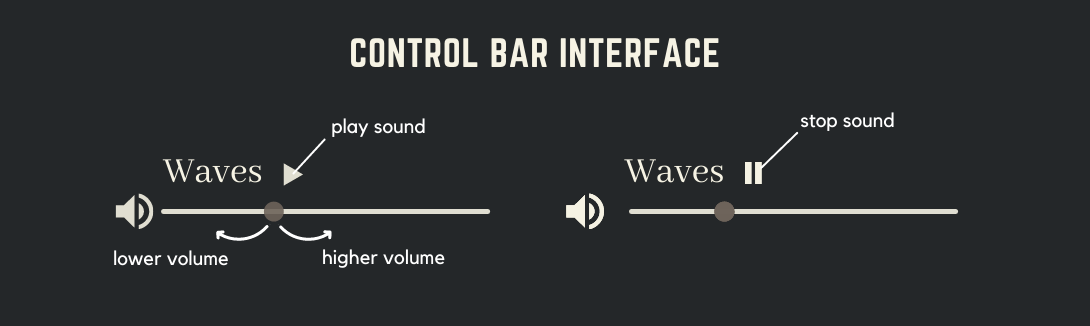 CONTROL BAR INTERFACE
play sound
stop sound
Waves
Waves
lower volume
higher volume